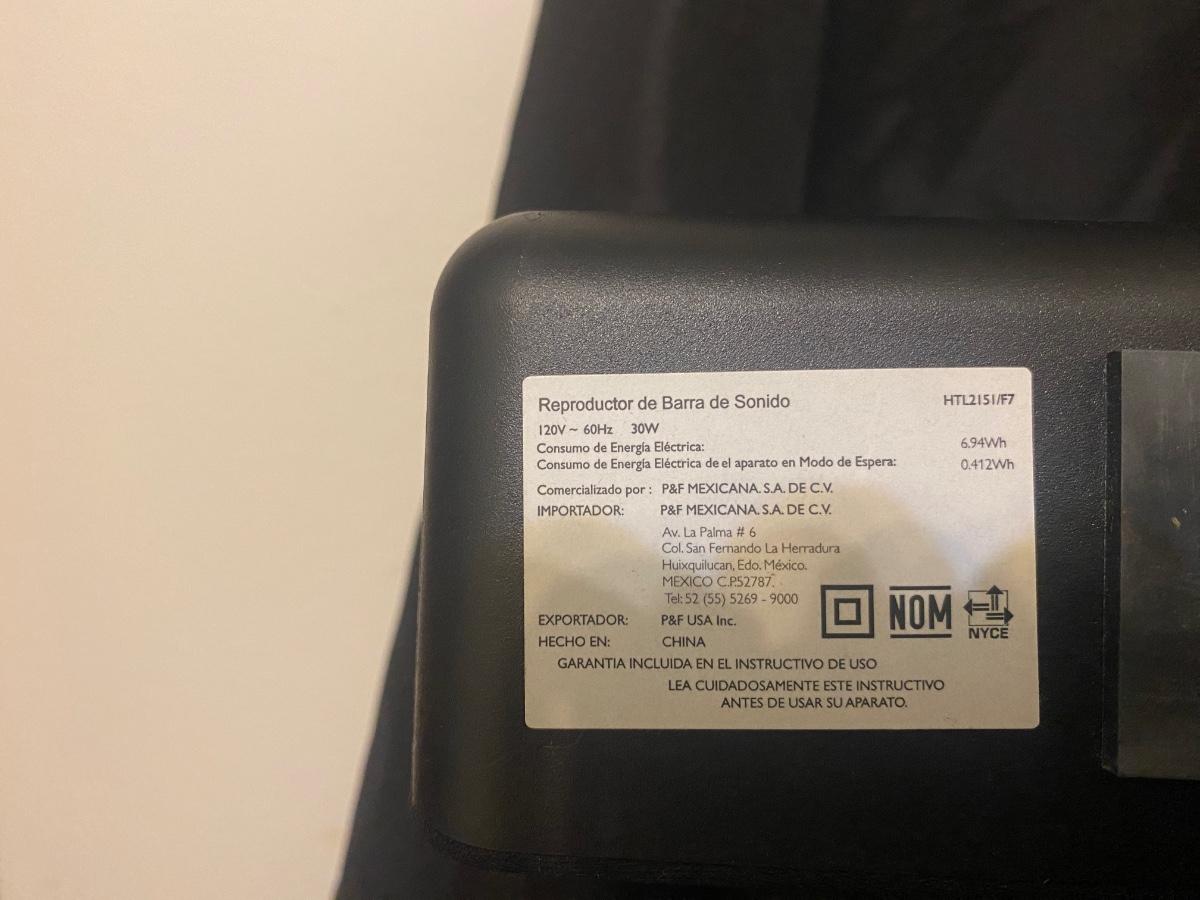 Reproductor de Barra de Sonido HTL2151/F7
120V ~ 60Hz 30W
Consumo de Energía Eléctrica: 6.94Wh
Consumo de Energía Eléctrica de el aparato en Modo de Espera: 0.412Wh
Comercializado por : P&F MEXICANA. S.A. DE C.V.
IMPORTADOR: P&F MEXICANA. S.A. DE C.V.
Av. La Palma # 6
Col. San Fernando La Herradura
Huixquilucan, Edo. México.
MEXICO C.P.52787.
Tel: 52 (55) 5269 - 9000
NOM
NYCE
EXPORTADOR: P&F USA Inc.
HECHO EN: CHINA
GARANTIA INCLUIDA EN EL INSTRUCTIVO DE USO
LEA CUIDADOSAMENTE ESTE INSTRUCTIVO
ANTES DE USAR SU APARATO.